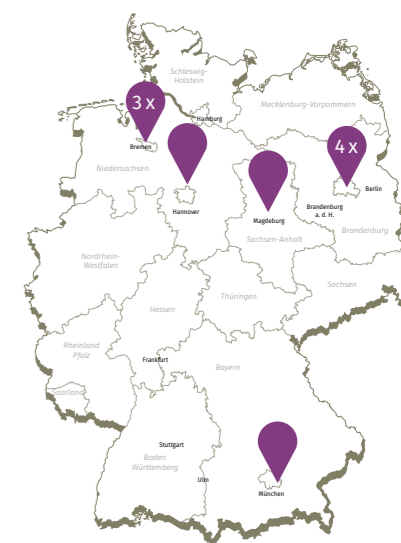 Schleswig-
Holstein
3 x
Mecklenburg-Vorpommern
Hamburg
Bremen
4 x
Niedersachsen
Berlin
Hannover
Brandenburg
a. d. H.
Magdeburg
Brandenburg
Sachsen-Anhalt
Nordrhein-
Westfalen
Sachsen
Thüringen
Hessen
Rheinland
Pfalz
Frankfurt
Bayern
Saarland
Stuttgart
Baden
Württemberg
Ulm
München